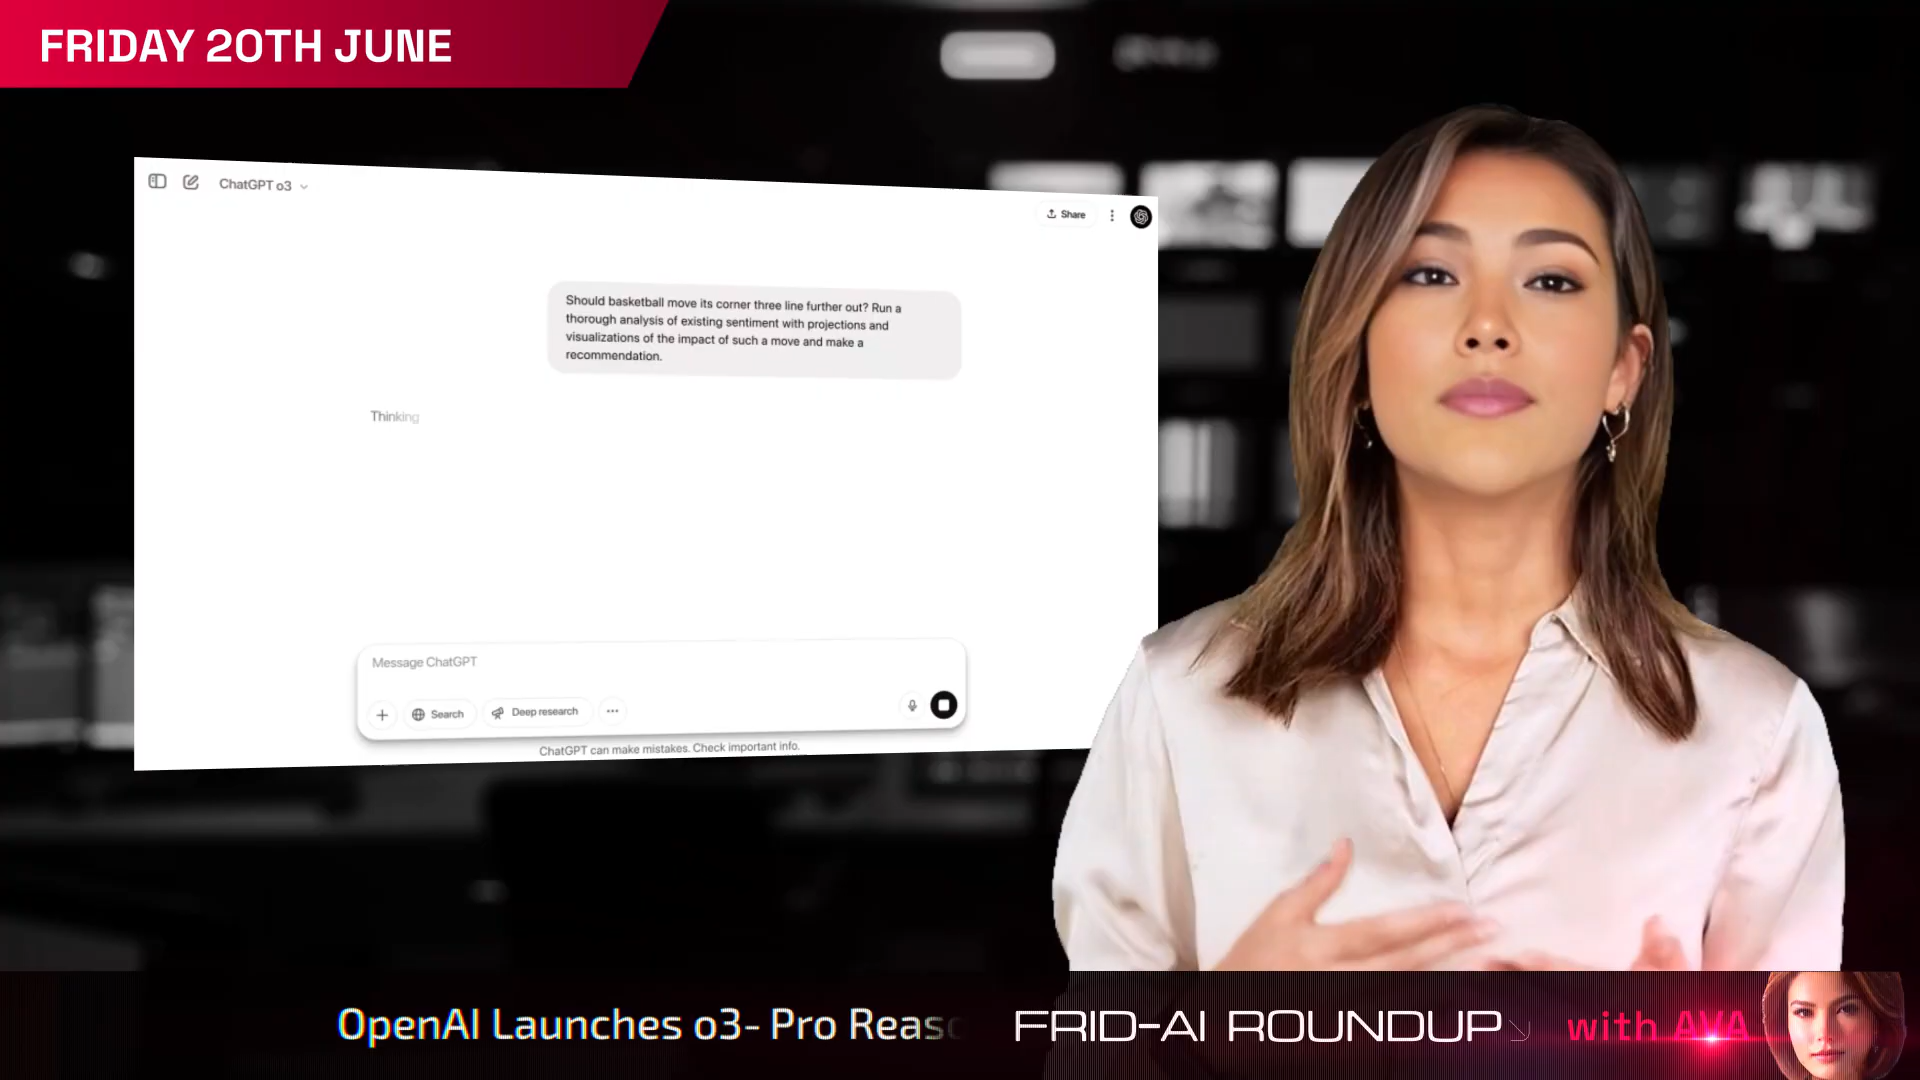 FRIDAY 20TH JUNE
ChatGPT o3
Share
Should basketball move its corner three line further out? Run a
thorough analysis of existing sentiment with projections and
visualizations of the impact of such a move and make a
recommendation.
Thinking
Message ChatGPT
Search
Deep research
ChatGPT can make mistakes. Check important info.
OpenAI Launches o3- Pro Reaso
FRID-AI ROUNDUP
with AVA